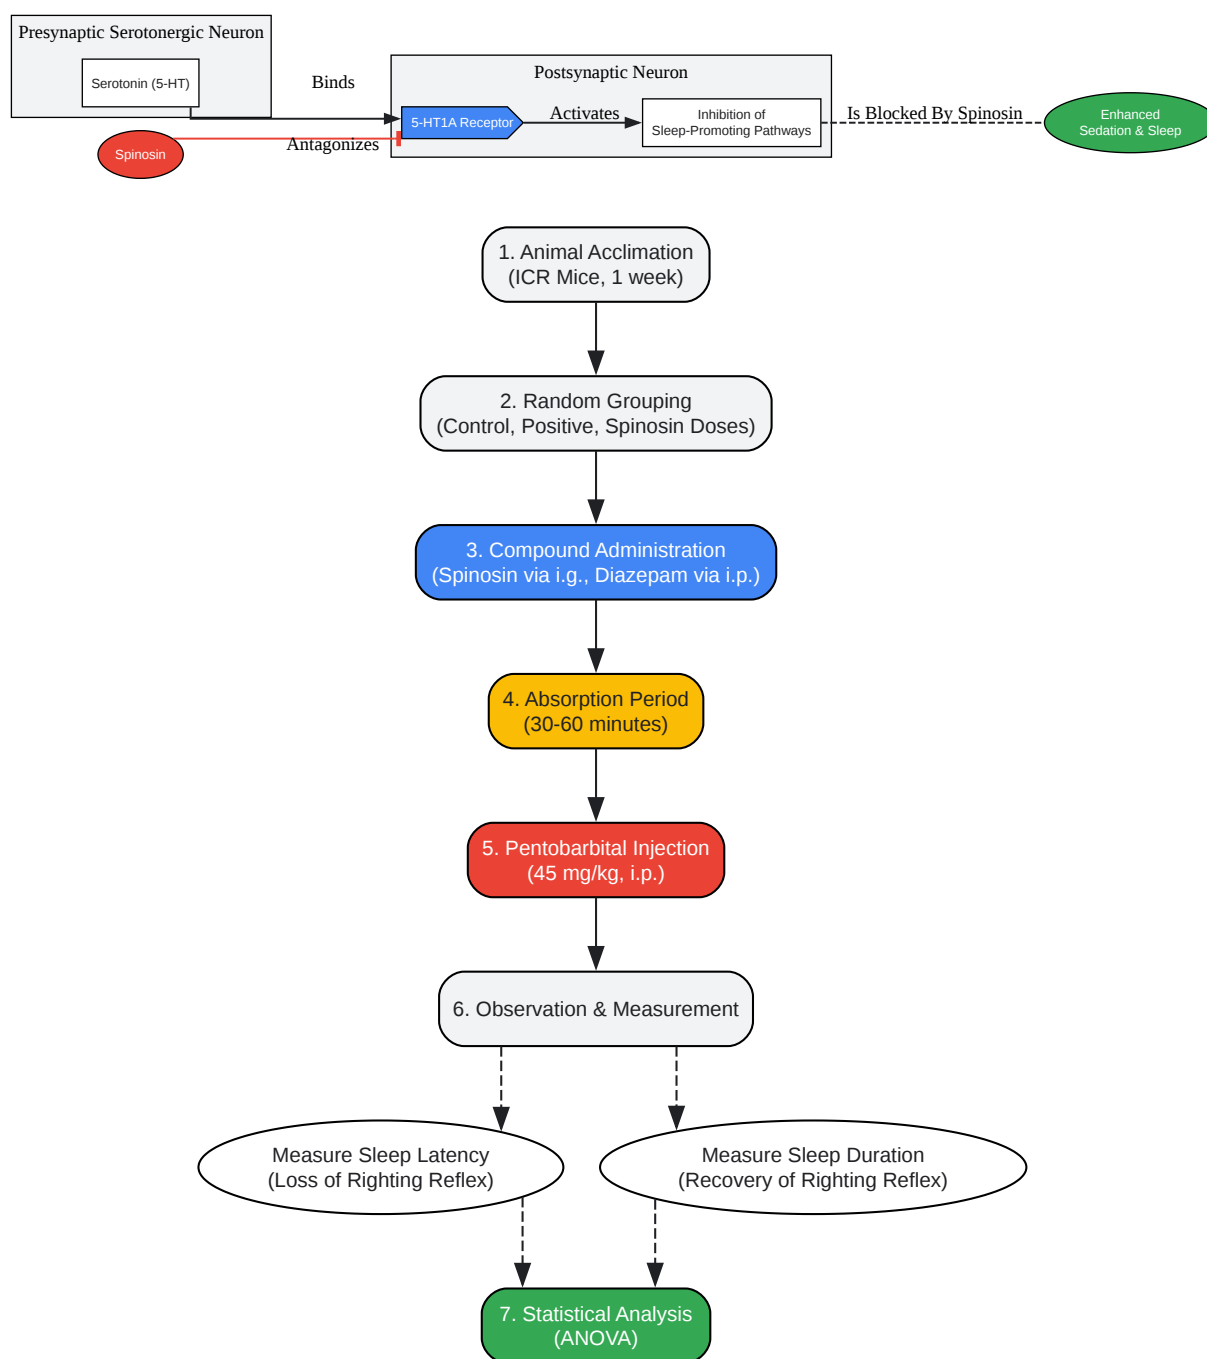 Presynaptic Serotonergic Neuron
Serotonin (5-HT)
Binds
Postsynaptic Neuron
5-HT1A Receptor
Activates
Inhibition of
Sleep-Promoting Pathways
Is Blocked By Spinosin
Enhanced
Sedation & Sleep
Spinosin
Antagonizes
1. Animal Acclimation
(ICR Mice, 1 week)
2. Random Grouping
(Control, Positive, Spinosin Doses)
3. Compound Administration
(Spinosin via i.g., Diazepam via i.p.)
4. Absorption Period
(30-60 minutes)
5. Pentobarbital Injection
(45 mg/kg, i.p.)
6. Observation & Measurement
Measure Sleep Latency
(Loss of Righting Reflex)
Measure Sleep Duration
(Recovery of Righting Reflex)
7. Statistical Analysis
(ANOVA)